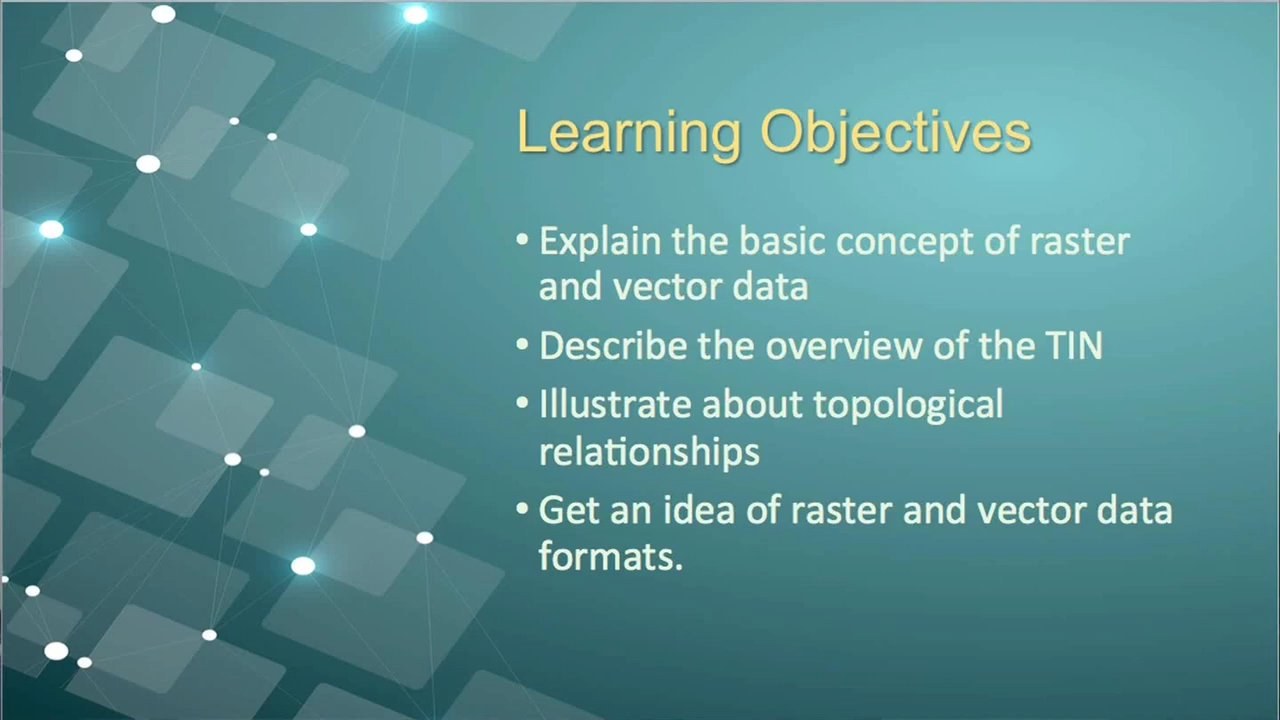 Learning Objectives
• Explain the basic concept of raster
and vector data
• Describe the overview of the TIN
• Illustrate about topological
relationships
• Get an idea of raster and vector data
formats.